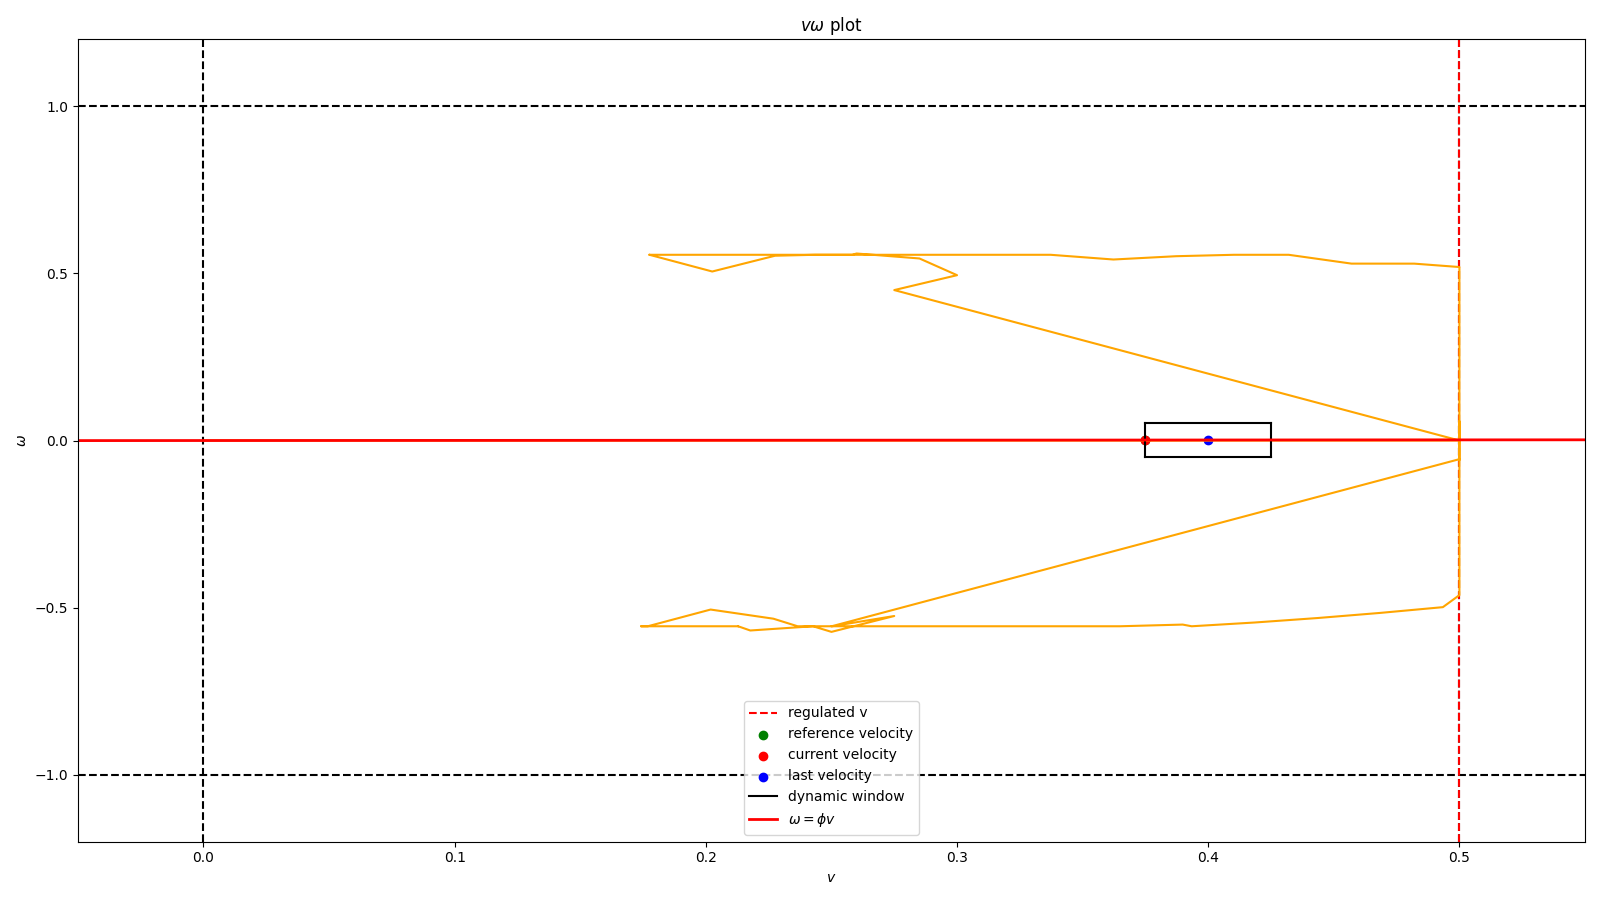 vω plot
1.0
0.5
0.0
−0.5
−1.0
ω
regulated v
reference velocity
current velocity
last velocity
dynamic window
ω = ϕv
0.0 0.1 0.2 0.3 0.4 0.5
v